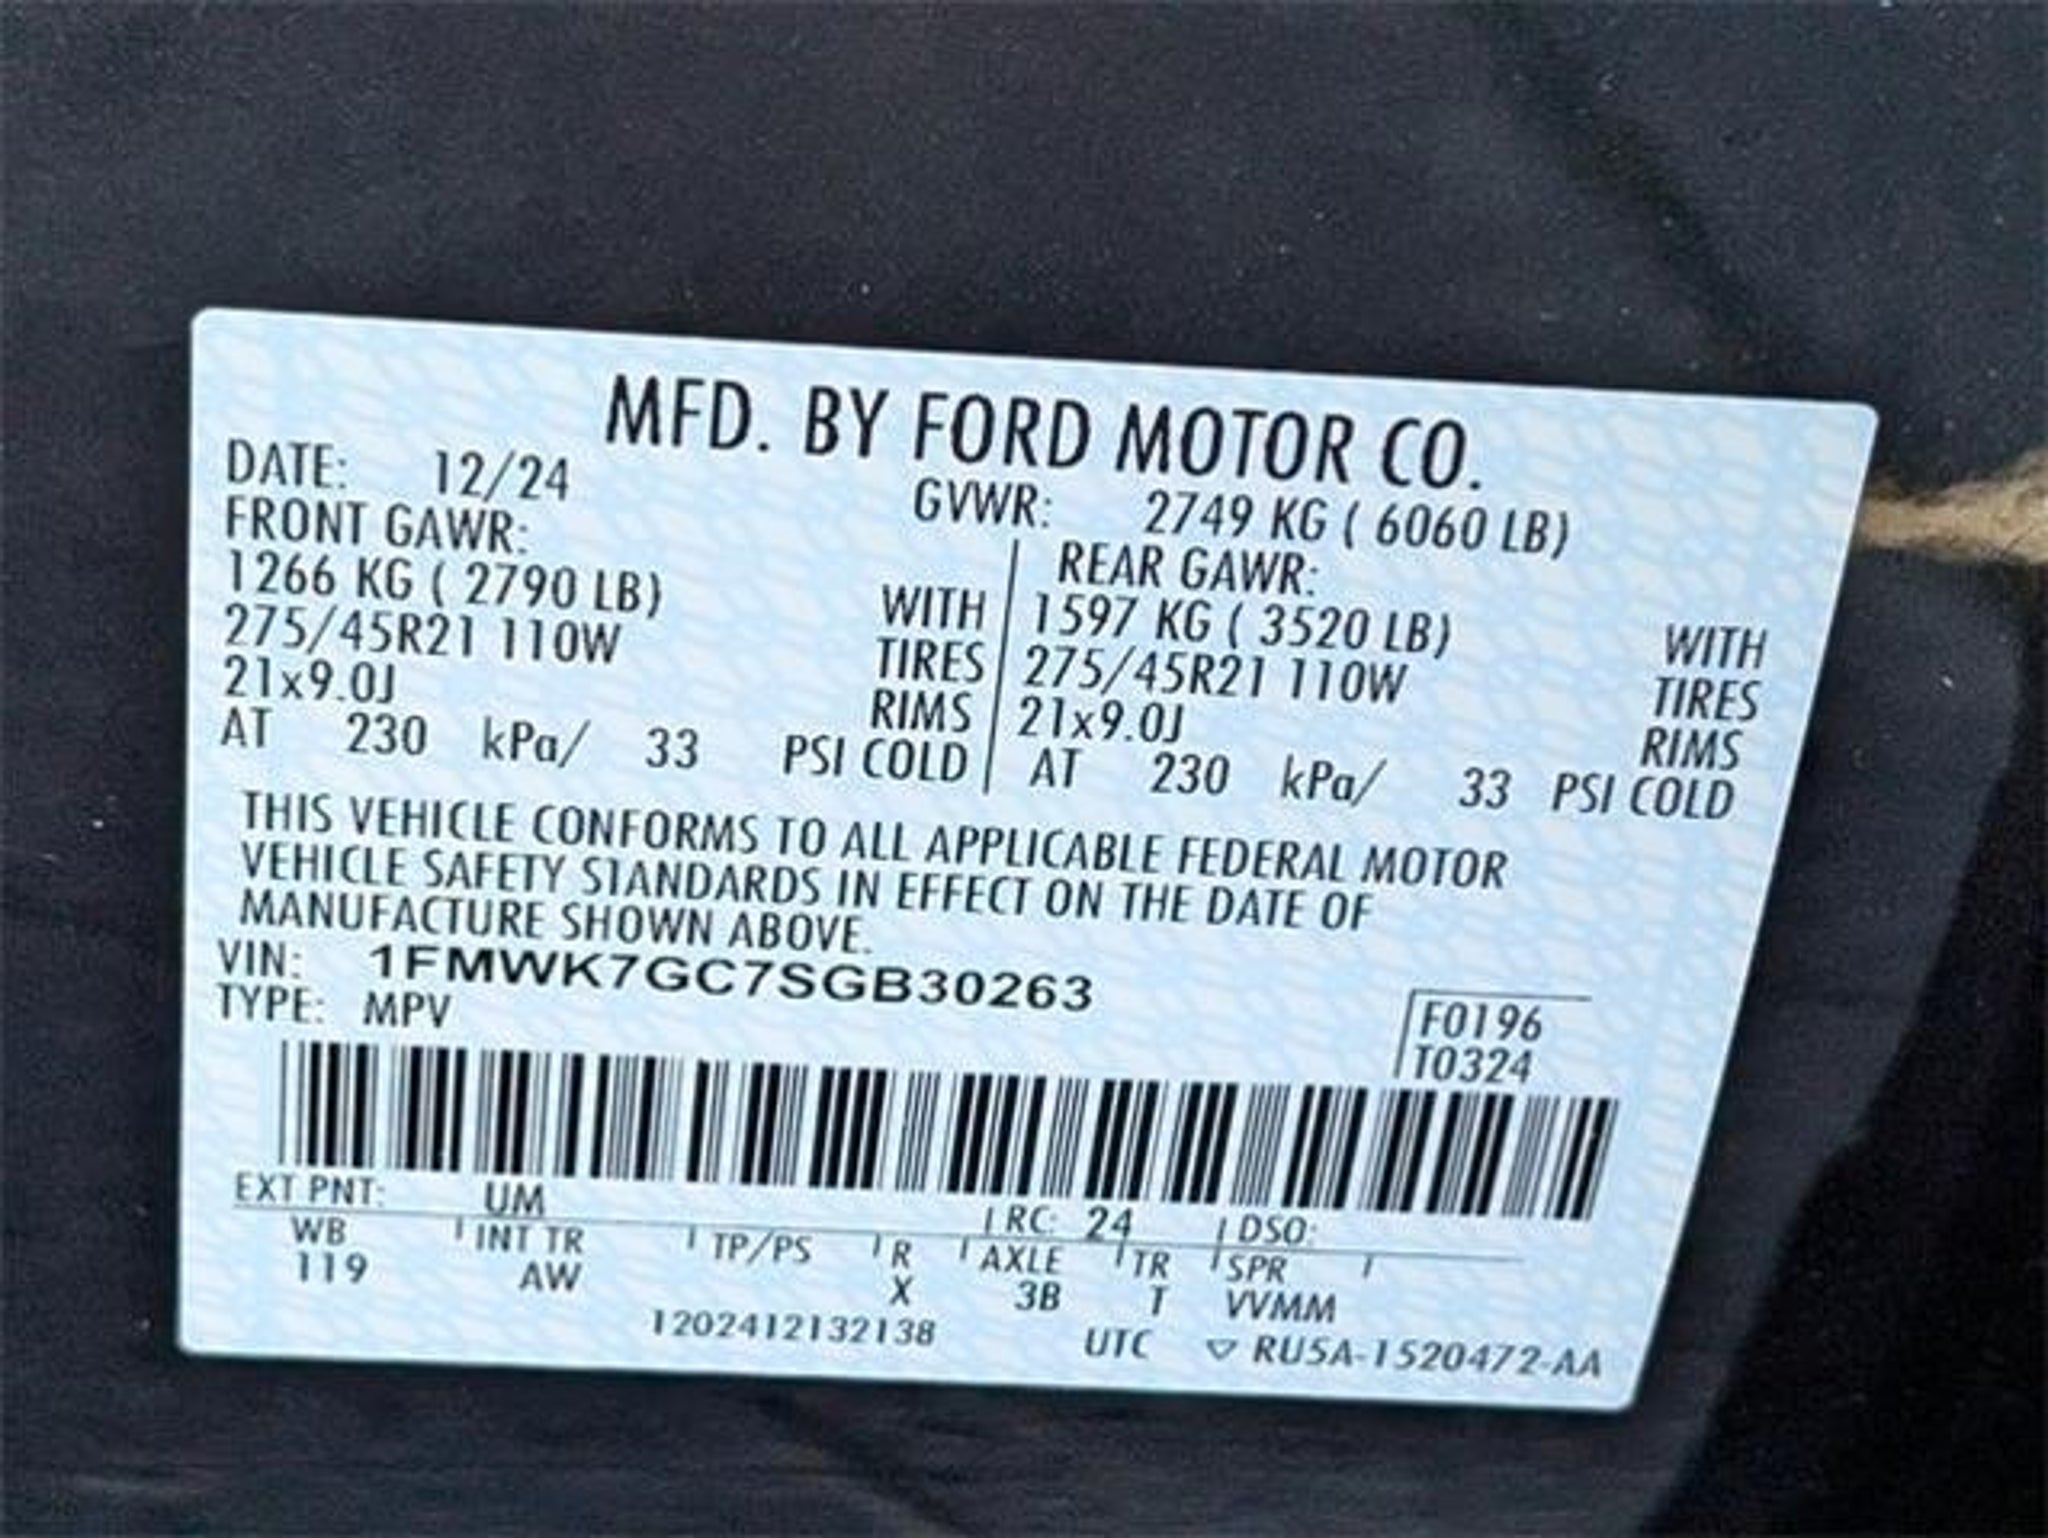 MFD. BY FORD MOTOR CO.
DATE: 12/24 GVWR: 2749 KG ( 6060 LB)
FRONT GAWR: REAR GAWR:
1266 KG ( 2790 LB) WITH 1597 KG ( 3520 LB) WITH
275/45R21 110W TIRES 275/45R21 110W TIRES
21x9.0J RIMS 21x9.0J RIMS
AT 230 kPa/ 33 PSI COLD AT 230 kPa/ 33 PSI COLD
THIS VEHICLE CONFORMS TO ALL APPLICABLE FEDERAL MOTOR
VEHICLE SAFETY STANDARDS IN EFFECT ON THE DATE OF
MANUFACTURE SHOWN ABOVE.
VIN: 1FMWK7GC7SGB30263
TYPE: MPV F0196
T0324
EXT PNT: UM RC: 24 DSO:
WB INT TR TP/PS R AXLE TR SPR
119 AW X 3B T VVMM
1202412132138 UTC ▽ RU5A-1520472-AA